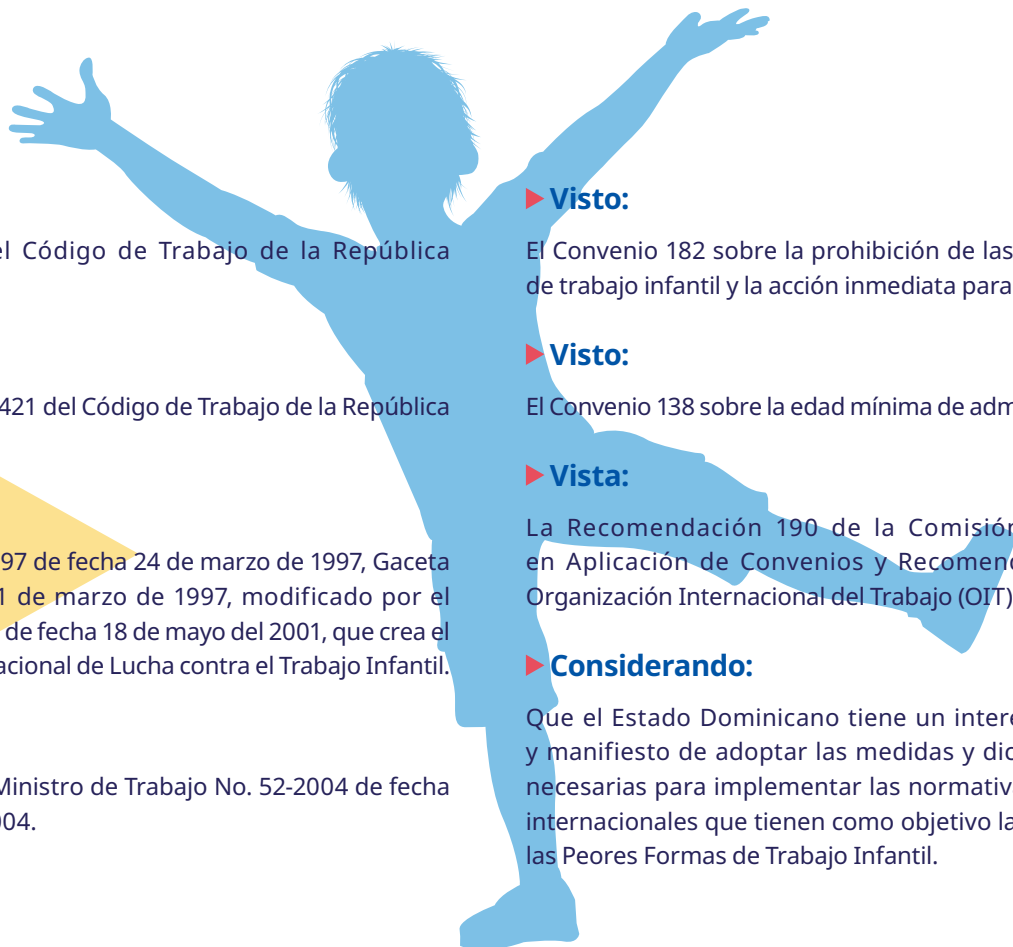 el Código de Trabajo de la República
421 del Código de Trabajo de la República
97 de fecha 24 de marzo de 1997, Gaceta
1 de marzo de 1997, modificado por el
de fecha 18 de mayo del 2001, que crea el
acional de Lucha contra el Trabajo Infantil.
Ministro de Trabajo No. 52-2004 de fecha
004.
Visto:
El Convenio 182 sobre la prohibición de las
de trabajo infantil y la acción inmediata para
Visto:
El Convenio 138 sobre la edad mínima de adm
Vista:
La Recomendación 190 de la Comisión
en Aplicación de Convenios y Recomend
Organización Internacional del Trabajo (OIT)
Considerando:
Que el Estado Dominicano tiene un intere
y manifiesto de adoptar las medidas y dic
necesarias para implementar las normativ
internacionales que tienen como objetivo la
las Peores Formas de Trabajo Infantil.